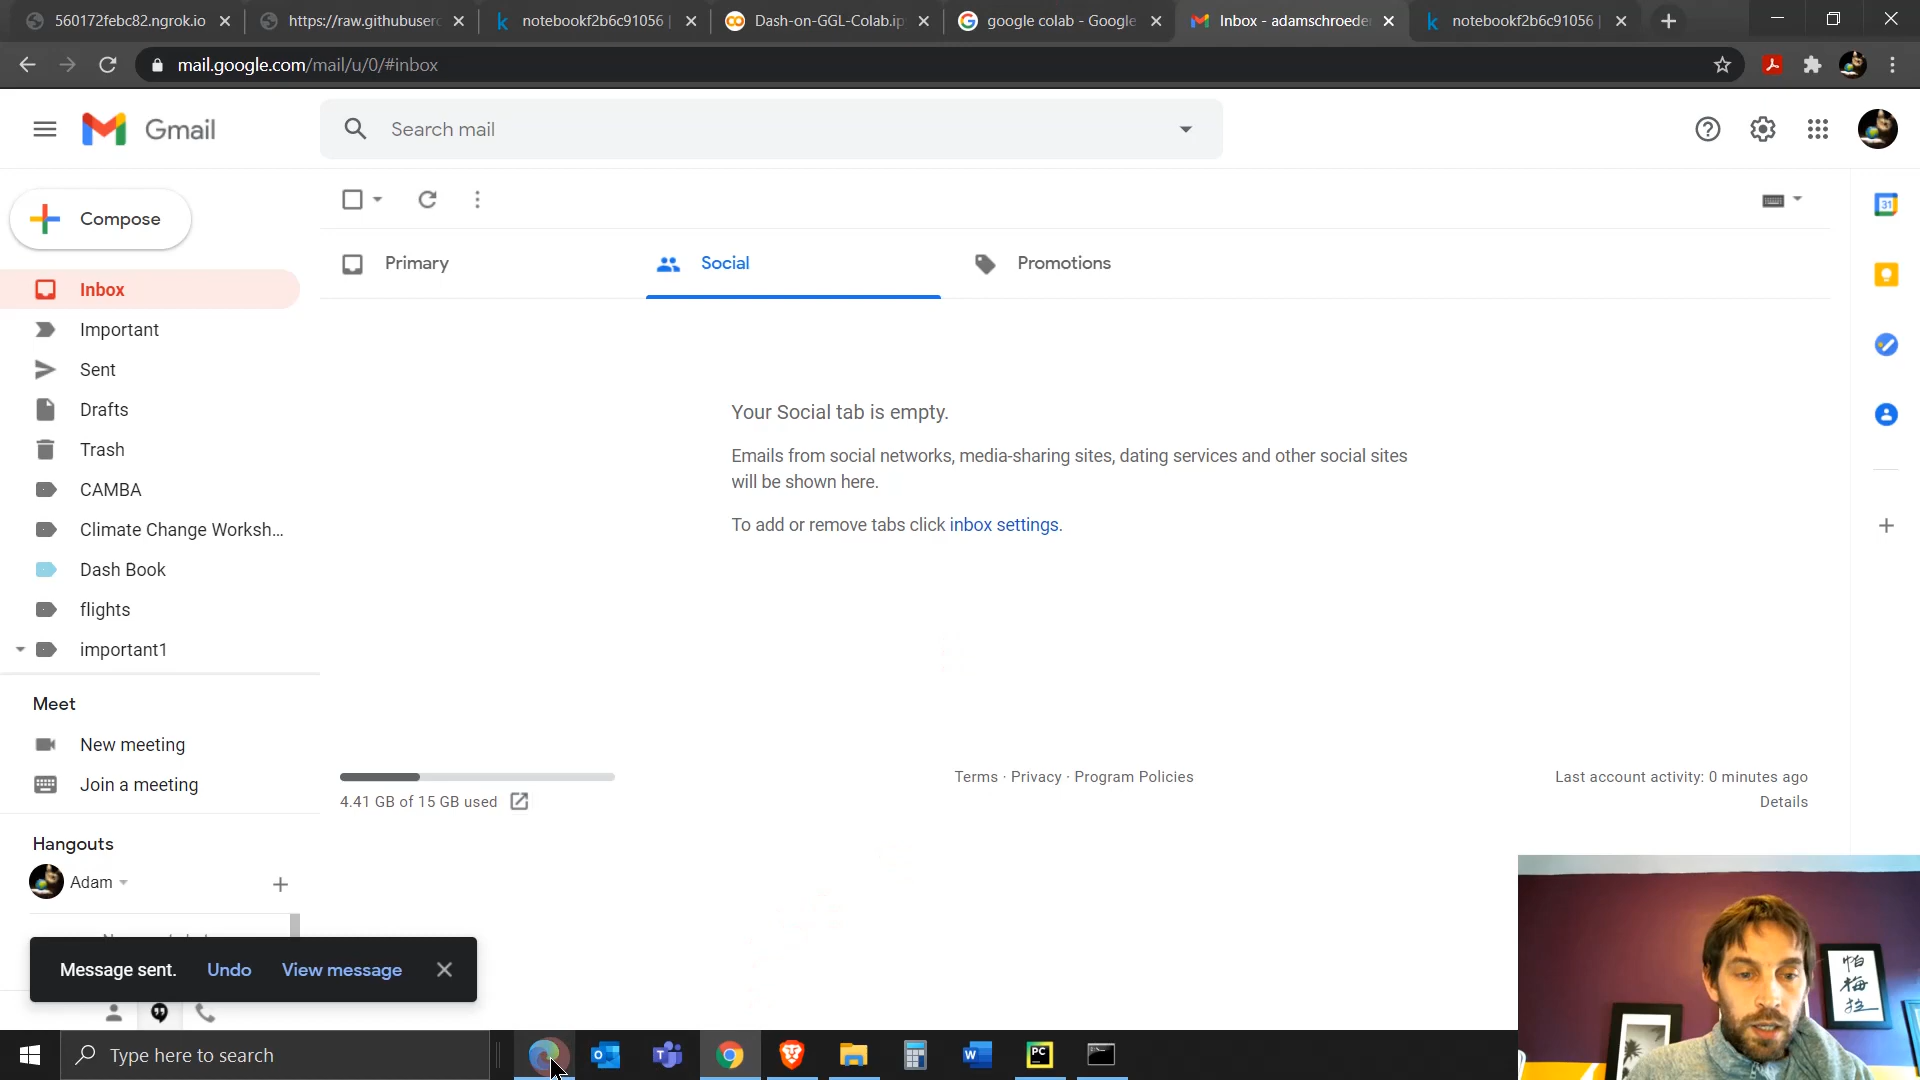 560172febc82.ngrok.io
https://raw.githubuserc
notebookf2b6c91056 |
Dash-on-GGL-Colab.ip
google colab - Google
Inbox - adamschroede
notebookf2b6c91056 |
mail.google.com/mail/u/0/#inbox
Gmail
Search mail
Compose
Primary
Social
Promotions
Inbox
Important
Sent
Drafts
Trash
CAMBA
Climate Change Worksh...
Dash Book
flights
important1
Your Social tab is empty.
Emails from social networks, media-sharing sites, dating services and other social sites
will be shown here.
To add or remove tabs click inbox settings.
31
Meet
New meeting
Join a meeting
4.41 GB of 15 GB used
Terms · Privacy · Program Policies
Last account activity: 0 minutes ago
Details
Hangouts
Adam
Message sent. Undo View message
Type here to search
怕
梅
拉